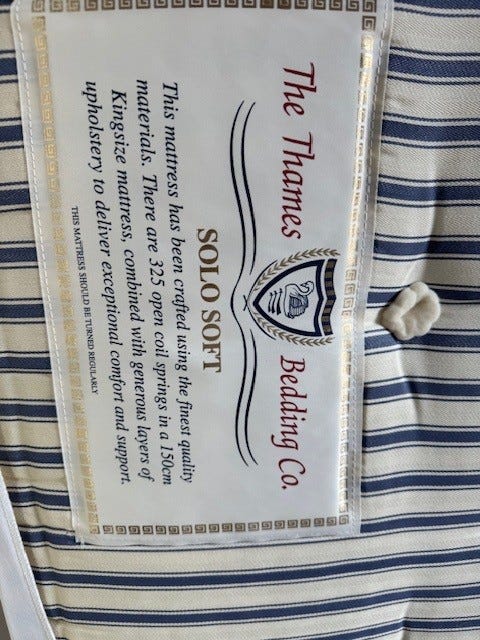 The Thames Bedding Co.
SOLO SOFT
This mattress has been crafted using the finest quality
materials. There are 325 open coil springs in a 150cm
Kingsize mattress, combined with generous layers of
upholstery to deliver exceptional comfort and support.
THIS MATTRESS SHOULD BE TURNED REGULARLY